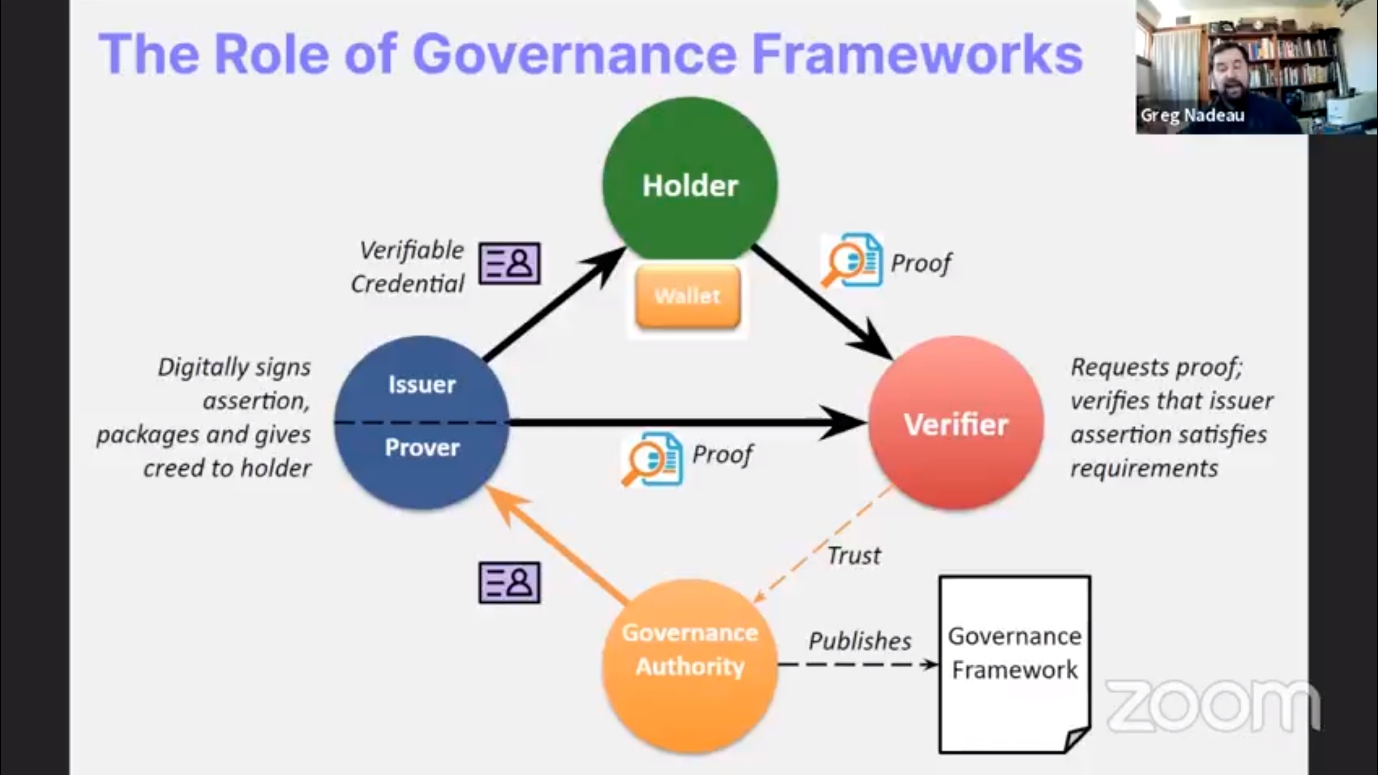 The Role of Governance Frameworks
Greg Nadeau
Holder
Verifiable
Credential
Proof
Wallet
Digitally signs
assertion,
packages and gives
creed to holder
Issuer
Prover
Verifier
Requests proof;
verifies that issuer
assertion satisfies
requirements
Proof
Trust
Governance
Authority
Publishes
Governance
Framework
zoom